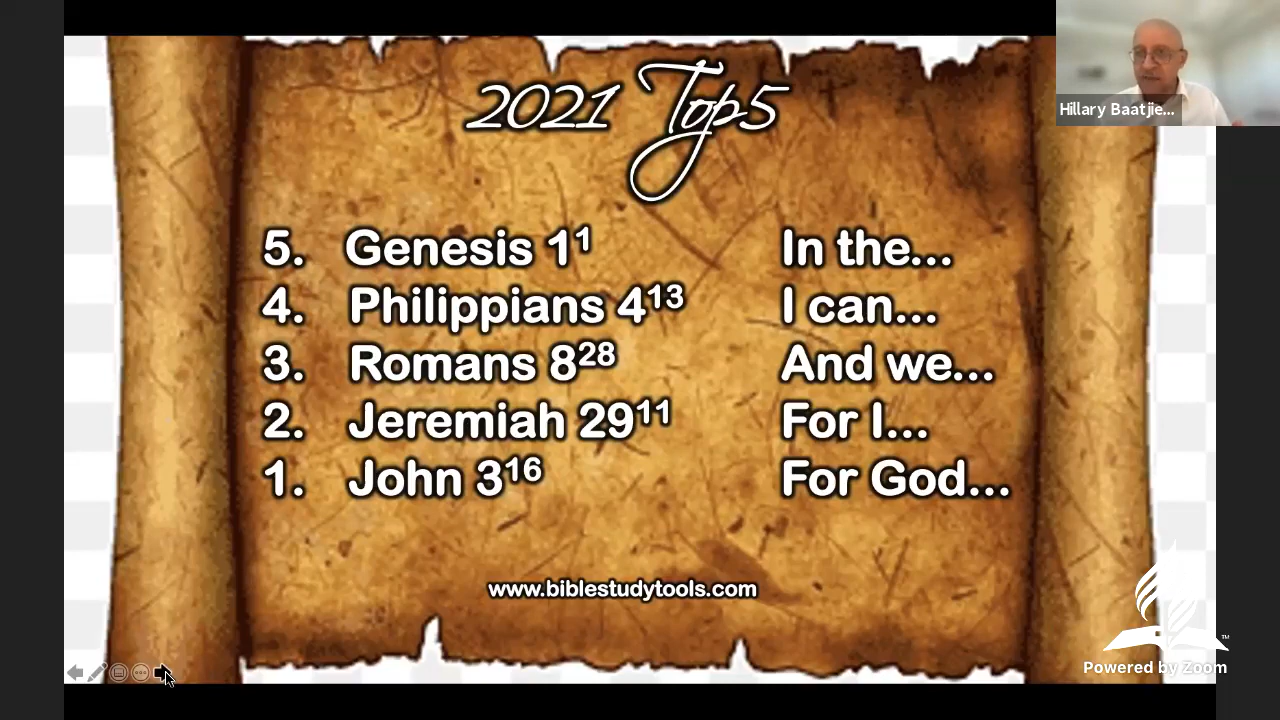 2021 Top5
Hillary Baatjie...
5. Genesis 1¹ In the...
4. Philippians 4¹³ I can...
3. Romans 8²⁸ And we...
2. Jeremiah 29¹¹ For I...
1. John 3¹⁶ For God...
www.biblestudytools.com
TM
Powered by Zoom